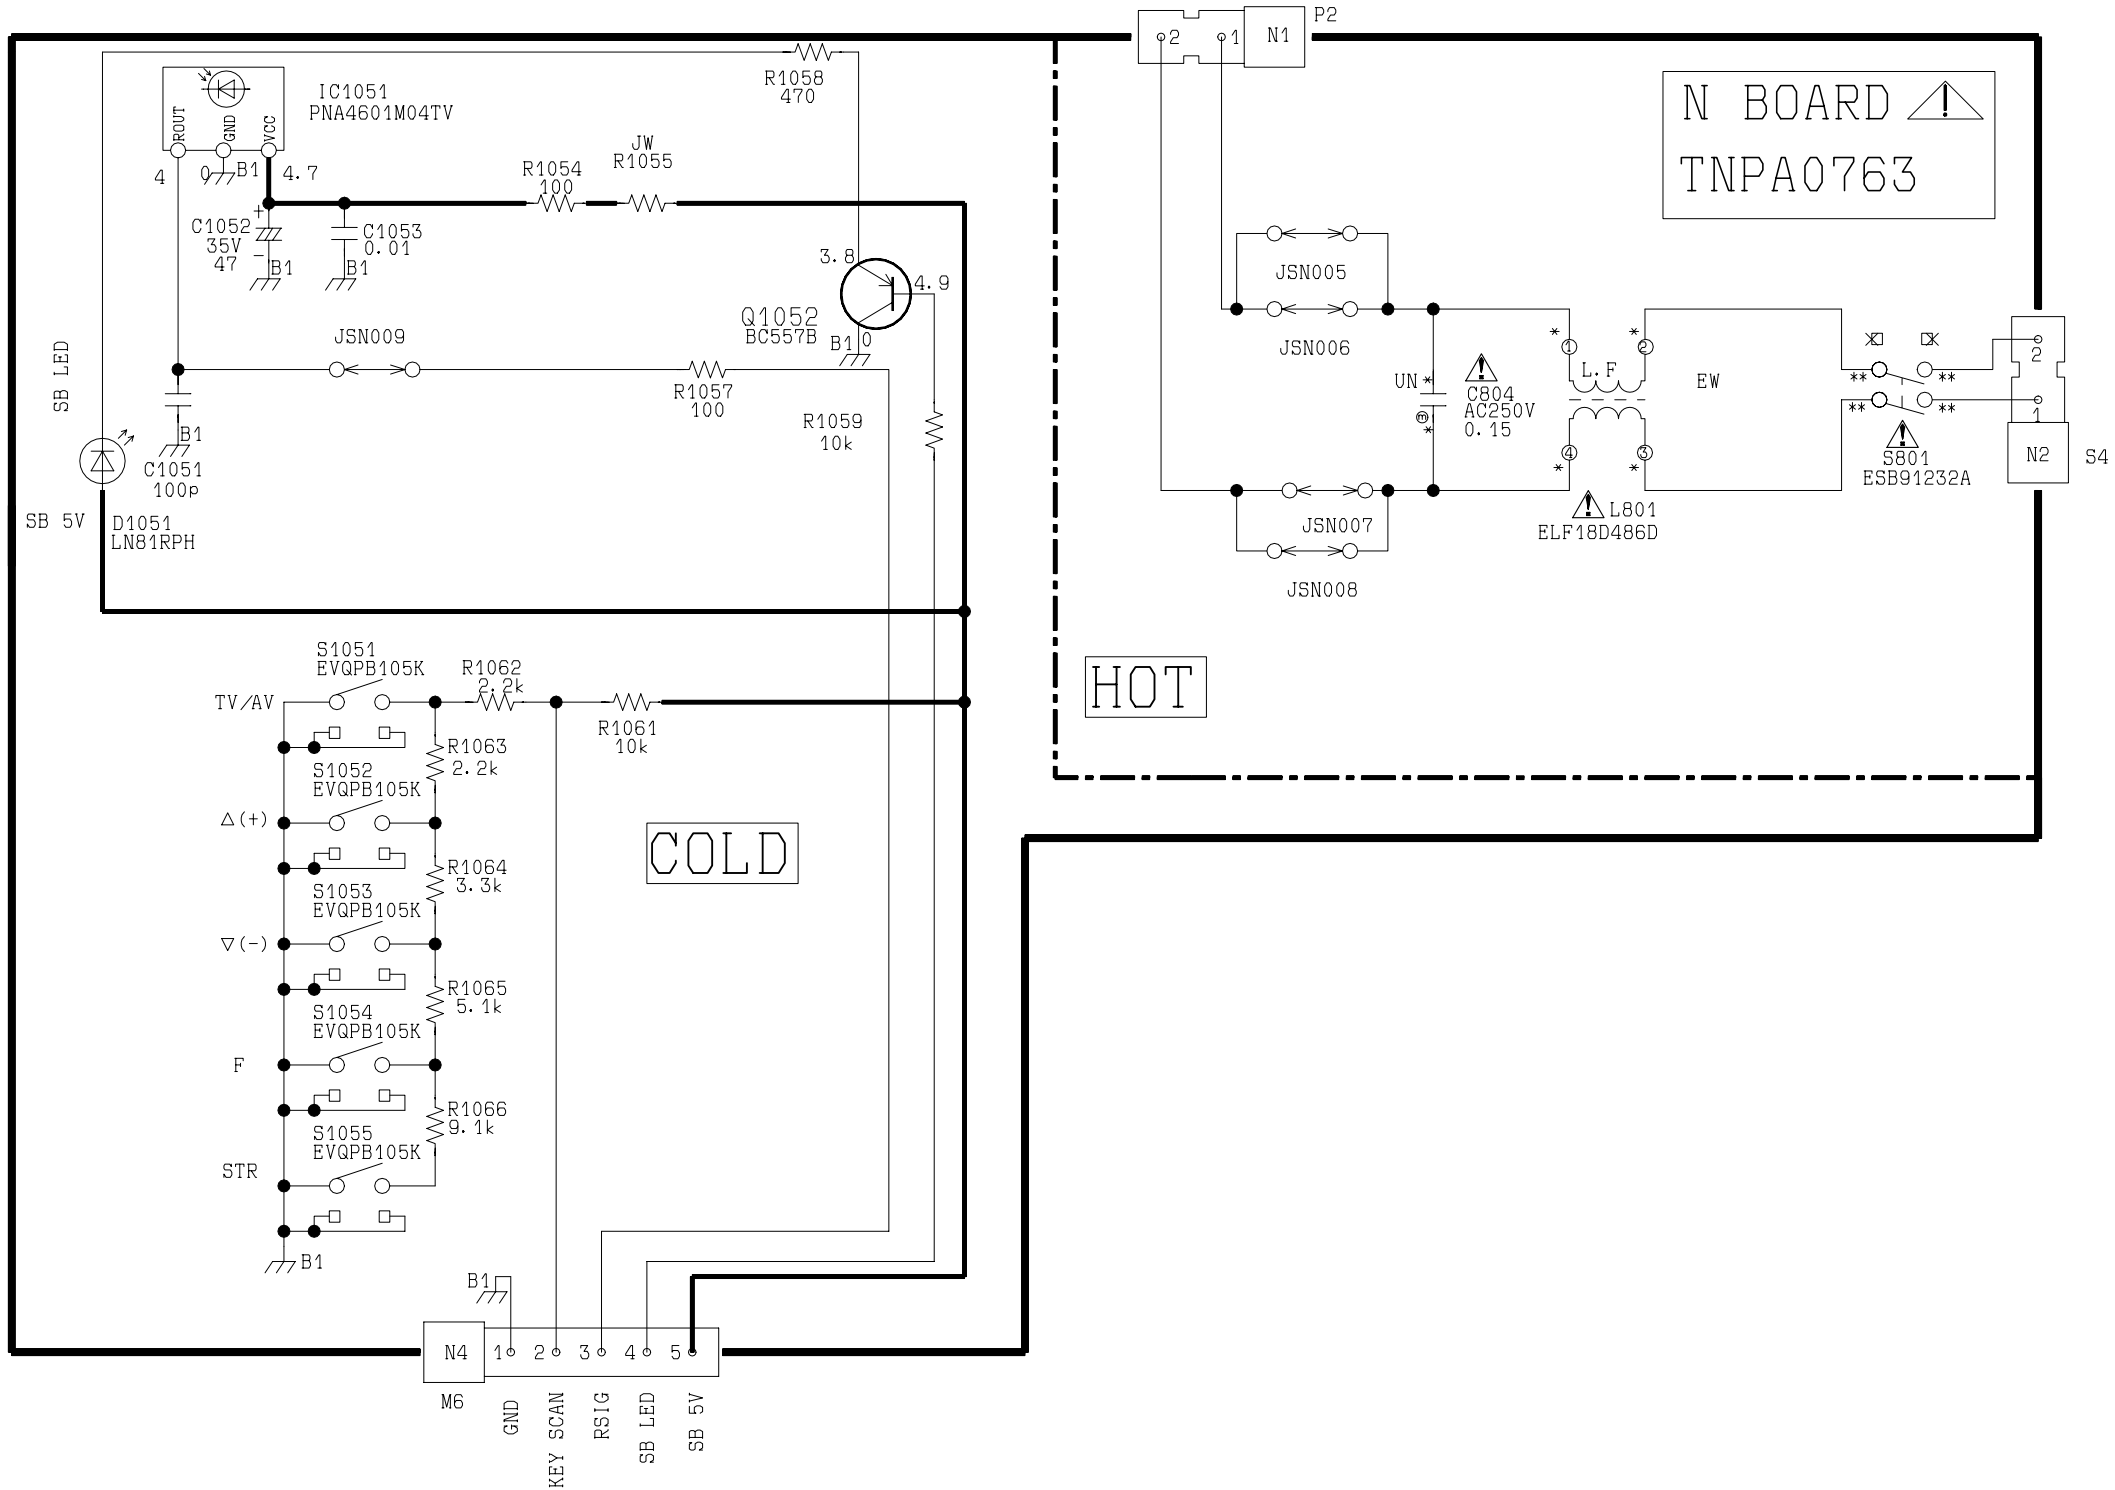 P2
2
1
N1
R1058
470
IC1051
PNA4601M04TV
ROUT
GND
VCC
4
0
B1
4.7
JW
R1055
R1054
100
N BOARD
TNPA0763
+
C1052
35V
47
-
B1
C1053
0.01
B1
3.8
4.9
Q1052
BC557B
B1
0
JSN005
JSN006
JSN009
SB LED
R1057
100
R1059
10k
B1
C1051
100p
SB 5V
D1051
LN81RPH
UN
*
*
C804
AC250V
0.15
*
1
*
2
L.F
EW
4
*
3
*
**
**
**
**
S801
ESB91232A
2
1
N2
S4
L801
ELF18D486D
JSN007
JSN008
S1051
EVQPB105K
TV/AV
R1062
2.2k
R1061
10k
HOT
R1063
2.2k
S1052
EVQPB105K
△(+)
COLD
R1064
3.3k
S1053
EVQPB105K
▽(-)
R1065
5.1k
S1054
EVQPB105K
F
R1066
9.1k
S1055
EVQPB105K
STR
B1
B1
N4
1
2
3
4
5
M6
GND
KEY SCAN
RSIG
SB LED
SB 5V